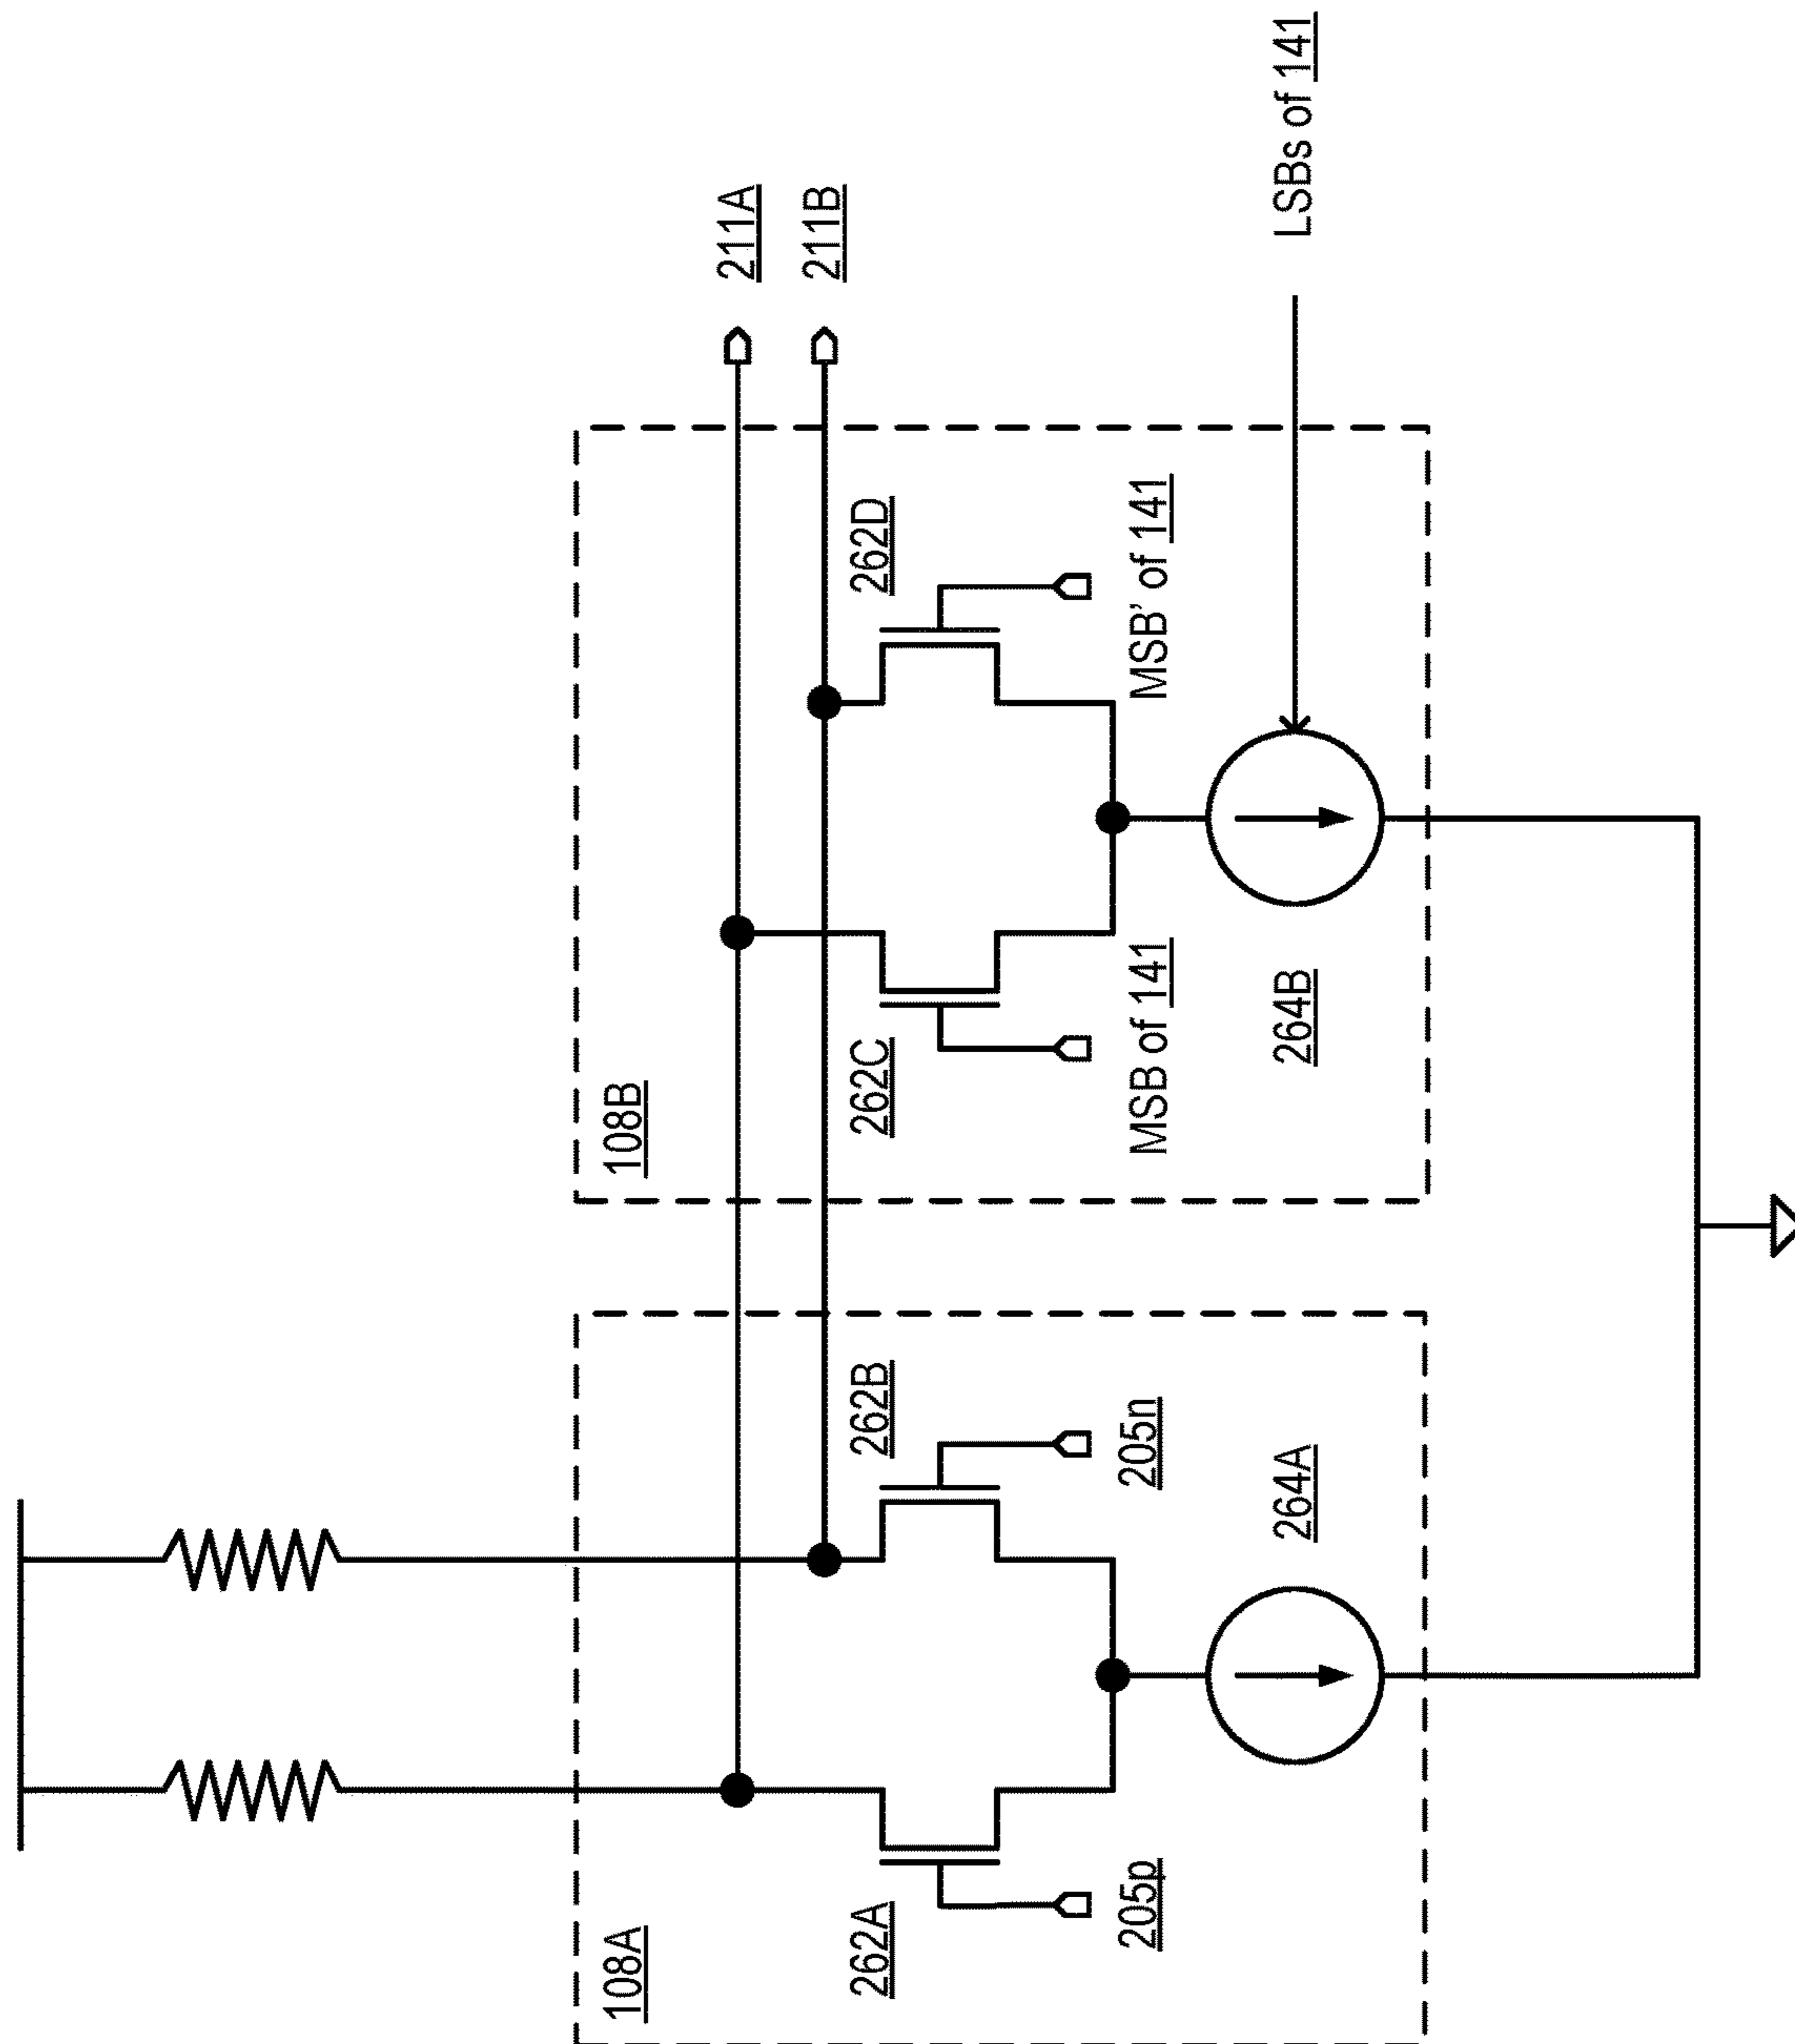 211A
211B
108A
108B
262A
262B
262C
262D
205p
205n
MSB of 141
MSB' of 141
264A
264B
LSBs of 141